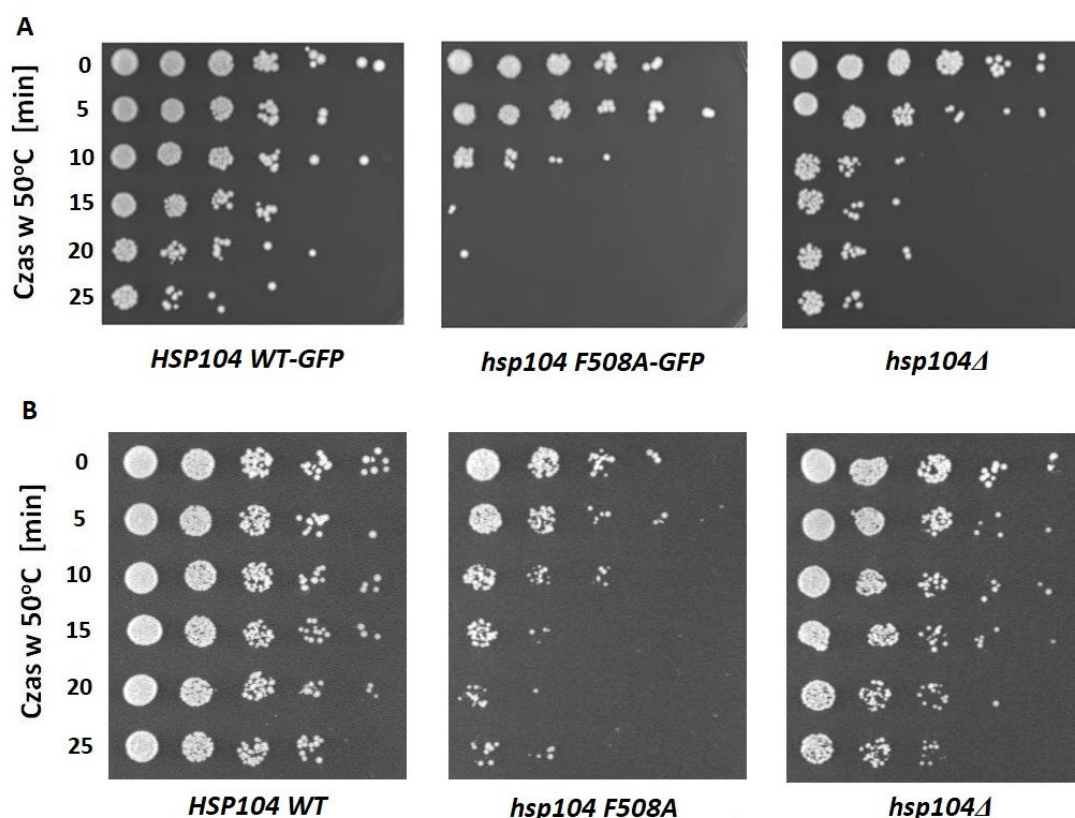 A
Czas w 50°C [min]
0
5
10
15
20
25
HSP104 WT-GFP
hsp104 F508A-GFP
hsp104Δ
B
Czas w 50°C [min]
0
5
10
15
20
25
HSP104 WT
hsp104 F508A
hsp104Δ